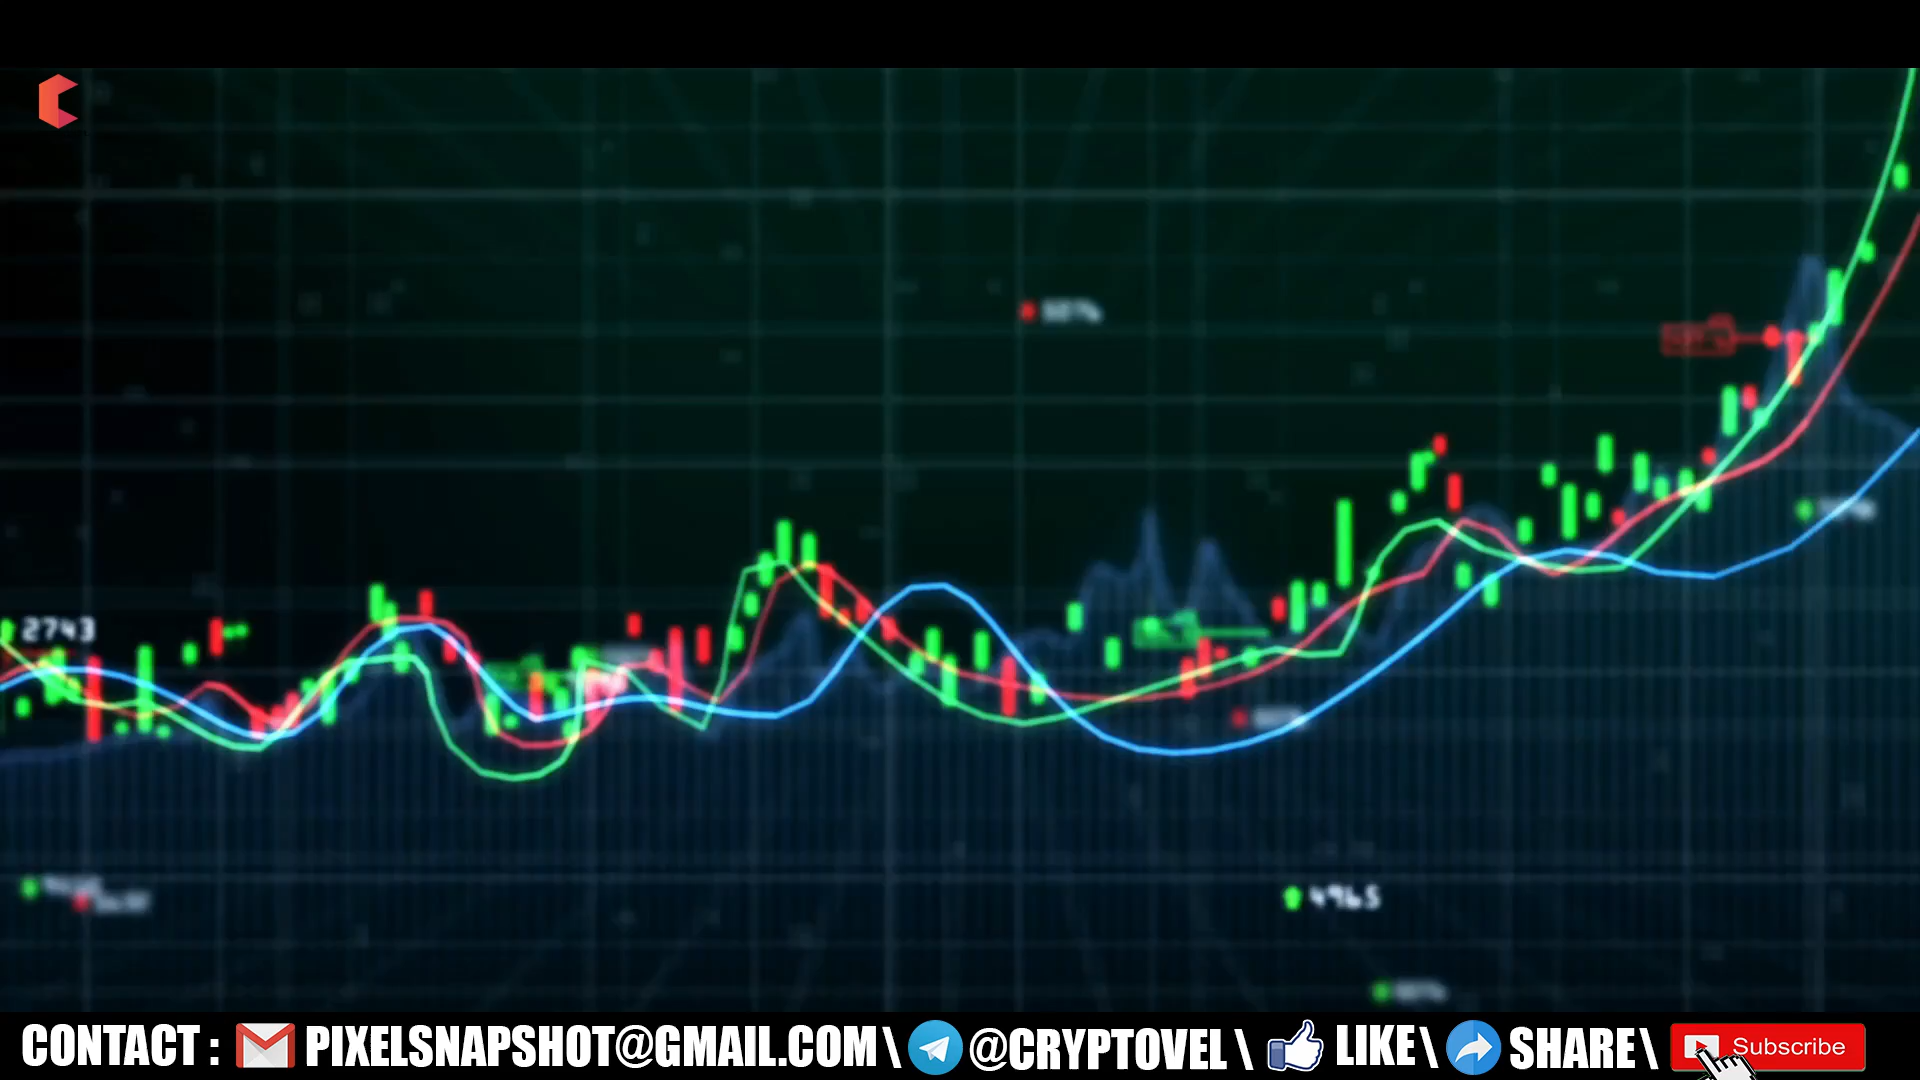 2743
4965
CONTACT : PIXELSNAPSHOT@GMAIL.COM \ @CRYPTOVEL \ LIKE \ SHARE \ Subscribe